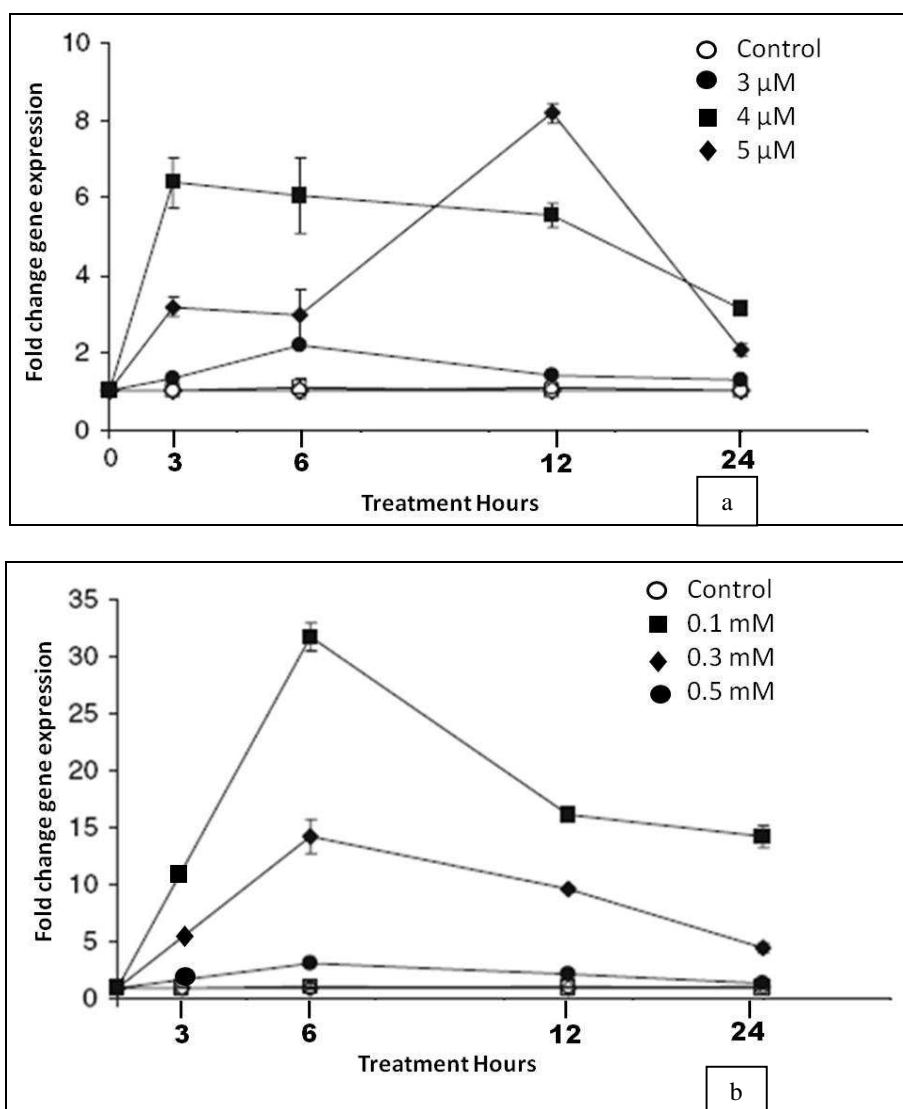 10
8
6
4
2
0
Fold change gene expression
Control
3 µM
4 µM
5 µM
0 3 6 12 24
Treatment Hours
a
35
30
25
20
15
10
5
0
Fold change gene expression
Control
0.1 mM
0.3 mM
0.5 mM
3 6 12 24
Treatment Hours
b